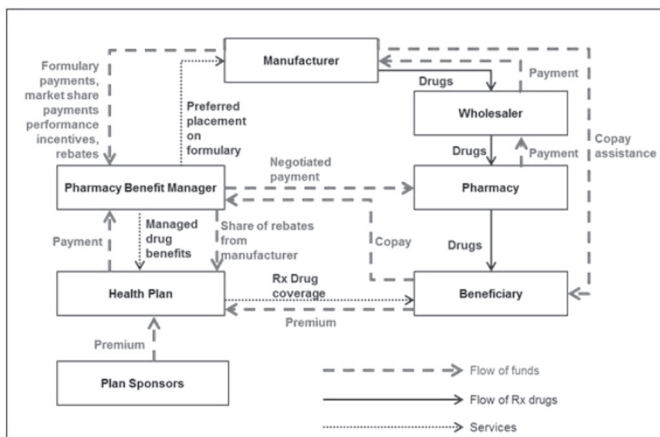 Manufacturer
Formulary
payments,
market share
payments
performance
incentives,
rebates
Preferred
placement
on
formulary
Drugs
Payment
Wholesaler
Copay
assistance
Drugs
Payment
Negotiated
payment
Pharmacy Benefit Manager
Pharmacy
Payment
Managed
drug
benefits
Share of rebates
from
manufacturer
Copay
Drugs
Health Plan
Rx Drug
coverage
Beneficiary
Premium
Premium
Plan Sponsors
Flow of funds
Flow of Rx drugs
Services